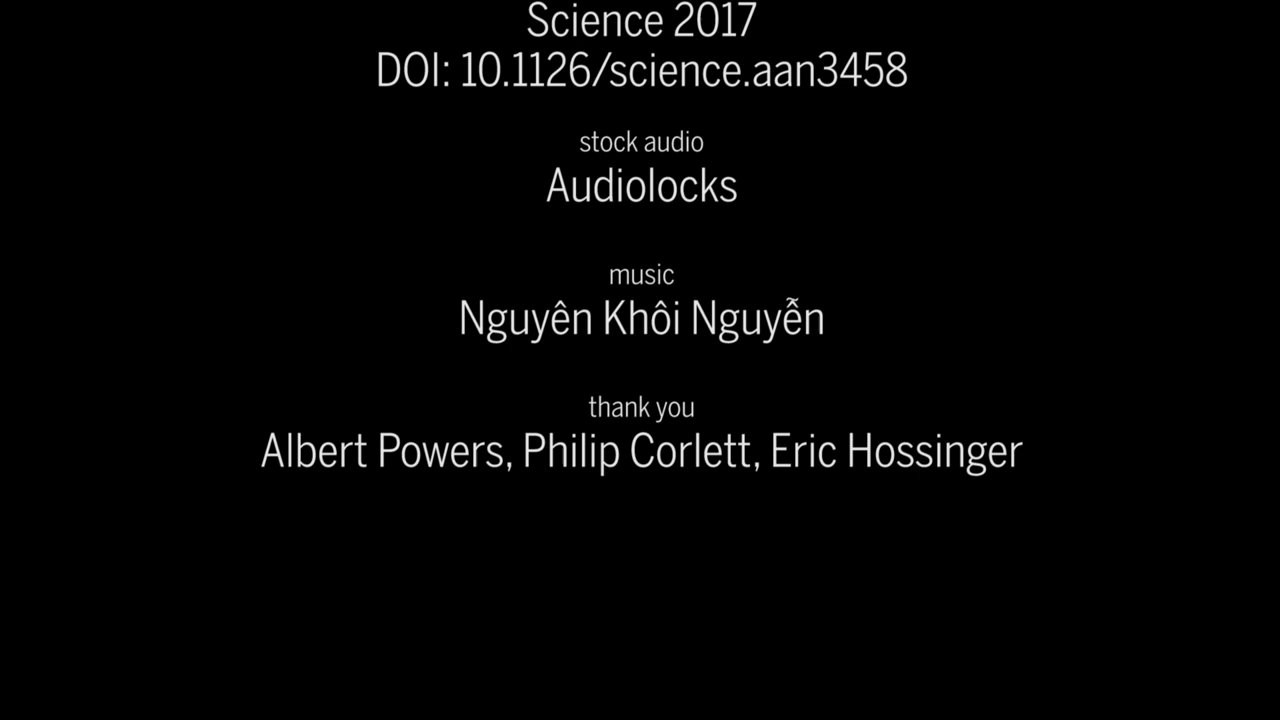 Science 2017
DOI: 10.1126/science.aan3458
stock audio
Audiolocks
music
Nguyên Khôi Nguyễn
thank you
Albert Powers, Philip Corlett, Eric Hossinger